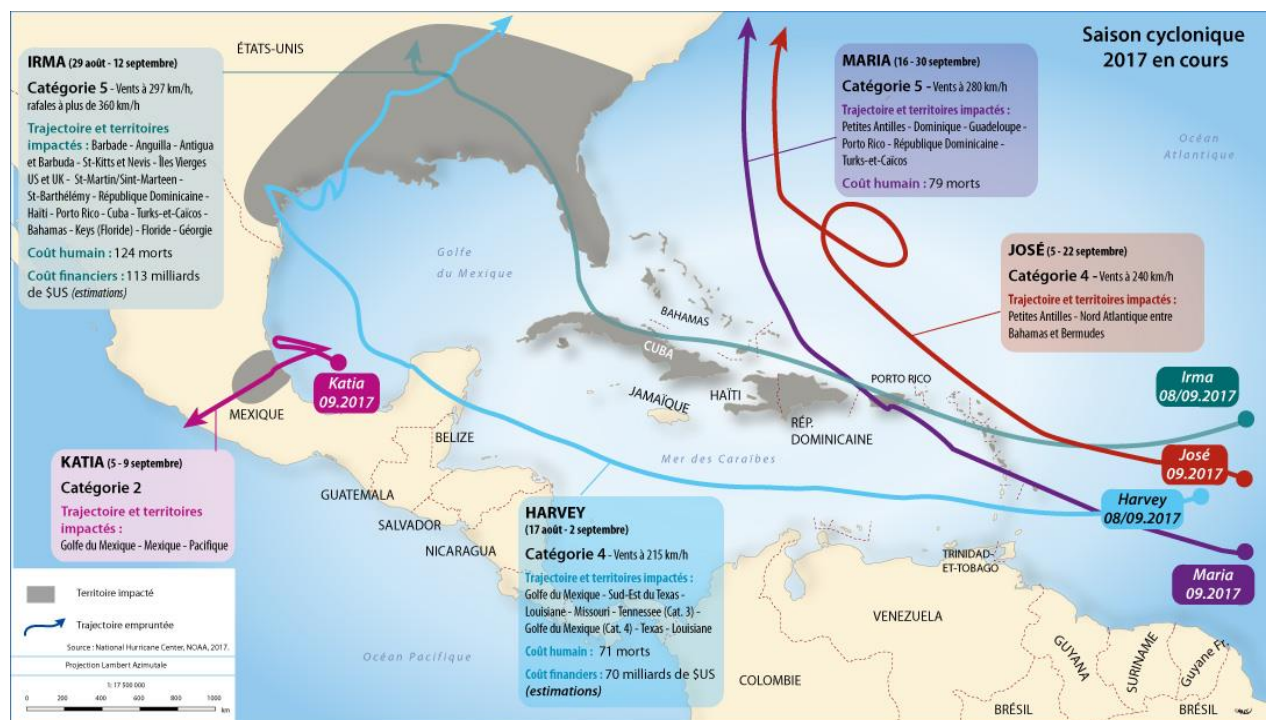 Saison cyclonique
2017 en cours
IRMA (29 août - 12 septembre)
Catégorie 5 - Vents à 297 km/h,
rafales à plus de 360 km/h
Trajectoire et territoires
impactés : Barbade - Anguilla - Antigua
et Barbuda - St-Kitts et Nevis - Îles Vierges
US et UK - St-Martin/Sint-Marteen -
St-Barthélémy - République Dominicaine -
Haïti - Porto Rico - Cuba - Turks-et-Caïcos -
Bahamas - Keys (Floride) - Floride - Géorgie
Coût humain : 124 morts
Coût financiers : 113 milliards
de $US (estimations)
ÉTATS-UNIS
MARIA (16 - 30 septembre)
Catégorie 5 - Vents à 280 km/h
Trajectoire et territoires impactés :
Petites Antilles - Dominique - Guadeloupe -
Porto Rico - République Dominicaine -
Turks-et-Caïcos
Coût humain : 79 morts
Océan
Atlantique
JOSÉ (5 - 22 septembre)
Catégorie 4 - Vents à 240 km/h
Trajectoire et territoires impactés :
Petites Antilles - Nord Atlantique entre
Bahamas et Bermudes
Golfe
du Mexique
BAHAMAS
CUBA
Katia
09.2017
MEXIQUE
JAMAÏQUE
HAÏTI
RÉP.
DOMINICAINE
PORTO RICO
Irma
08/09.2017
BELIZE
Mer des Caraïbes
José
09.2017
Harvey
08/09.2017
Maria
09.2017
KATIA (5 - 9 septembre)
Catégorie 2
Trajectoire et territoires
impactés :
Golfe du Mexique - Mexique - Pacifique
GUATEMALA
SALVADOR
NICARAGUA
HARVEY
(17 août - 2 septembre)
Catégorie 4 - Vents à 215 km/h
Trajectoire et territoires impactés :
Golfe du Mexique - Sud-Est du Texas -
Louisiane - Missouri - Tennessee (Cat. 3) -
Golfe du Mexique (Cat. 4) - Texas - Louisiane
Coût humain : 71 morts
Coût financiers : 70 milliards de $US
(estimations)
TRINIDAD-
ET-TOBAGO
VENEZUELA
GUYANA
SURINAME
Guyane Fr.
COLOMBIE
BRÉSIL
BRÉSIL
Océan Pacifique
Territoire impacté
Trajectoire empruntée
Source : National Hurricane Center, NOAA, 2017.
Projection Lambert Azimutale
1: 17 500 000
0 200 400 600 800 1000
km